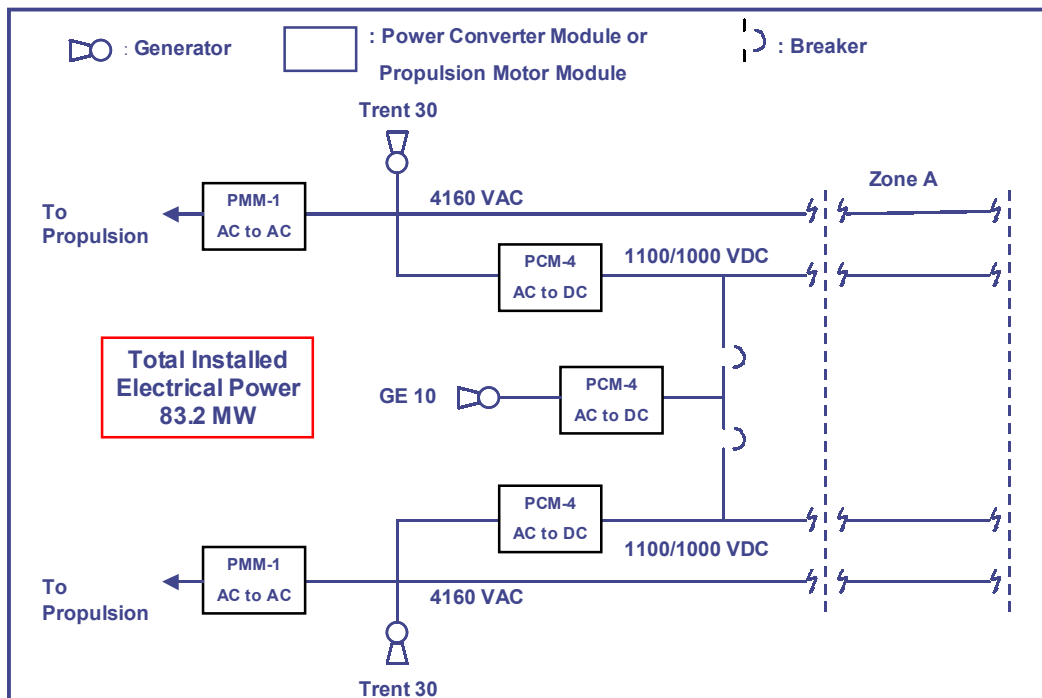 : Generator
: Power Converter Module or
Propulsion Motor Module
: Breaker
Trent 30
Zone A
PMM-1
AC to AC
4160 VAC
To
Propulsion
PCM-4
AC to DC
1100/1000 VDC
Total Installed
Electrical Power
83.2 MW
GE 10
PCM-4
AC to DC
PCM-4
AC to DC
1100/1000 VDC
PMM-1
AC to AC
To
Propulsion
4160 VAC
Trent 30